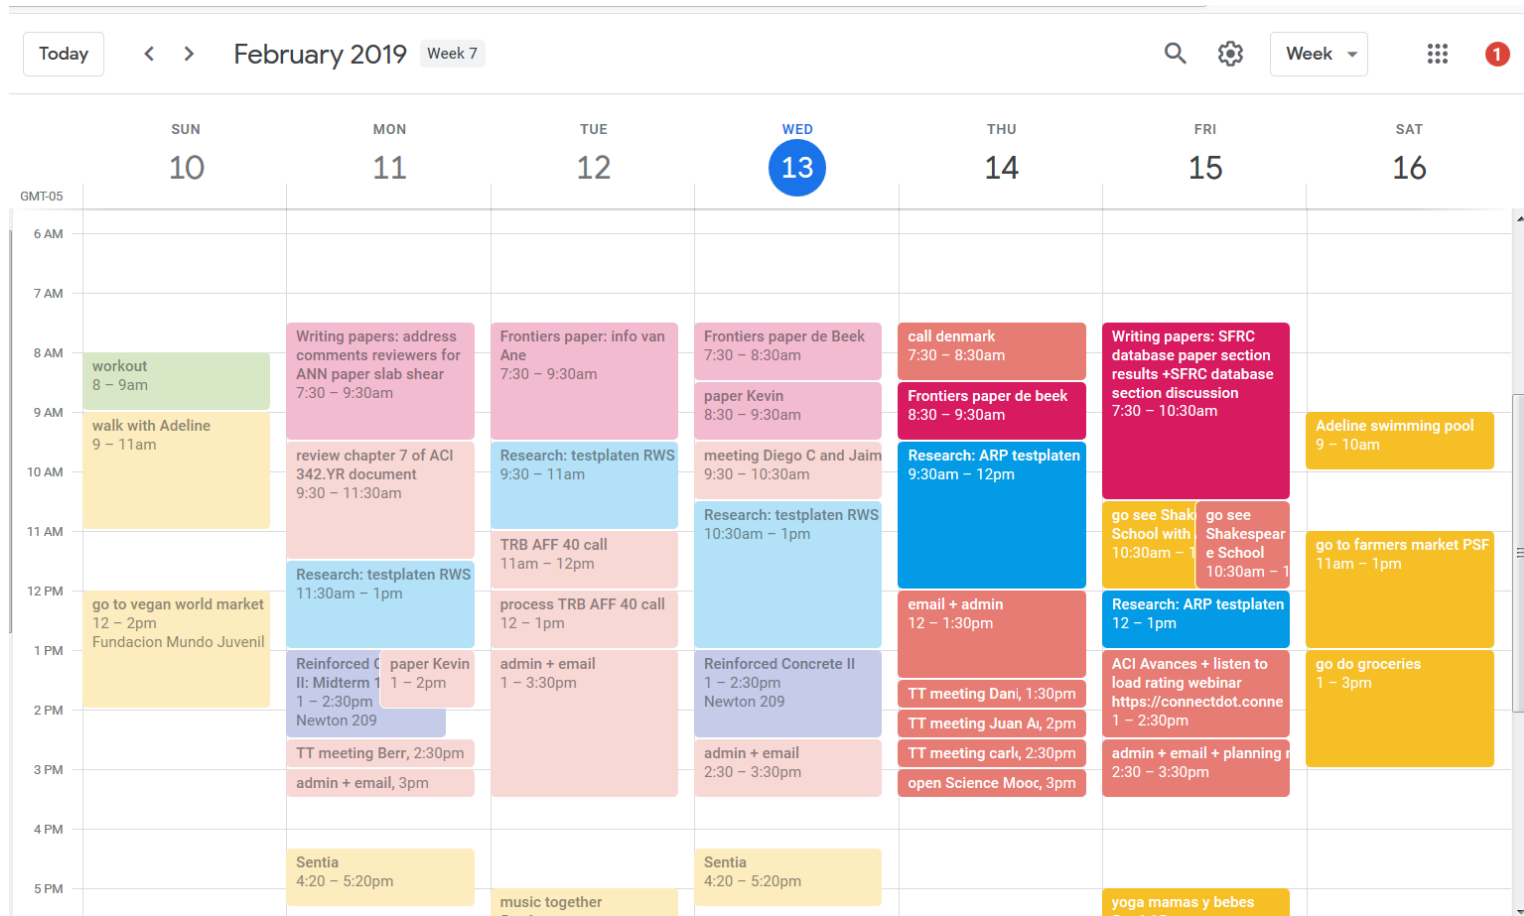 Today
February 2019
Week 7
Week
1
SUN
10
MON
11
TUE
12
WED
13
THU
14
FRI
15
SAT
16
GMT-05
6 AM
7 AM
8 AM
9 AM
10 AM
11 AM
12 PM
1 PM
2 PM
3 PM
4 PM
5 PM
workout
8 – 9am
walk with Adeline
9 – 11am
go to vegan world market
12 – 2pm
Fundacion Mundo Juvenil
Writing papers: address
comments reviewers for
ANN paper slab shear
7:30 – 9:30am
review chapter 7 of ACI
342.YR document
9:30 – 11:30am
Research: testplaten RWS
11:30am – 1pm
Reinforced C
II: Midterm 1
1 – 2:30pm
Newton 209
paper Kevin
1 – 2pm
TT meeting Berr, 2:30pm
admin + email, 3pm
Sentia
4:20 – 5:20pm
Frontiers paper: info van
Ane
7:30 – 9:30am
Research: testplaten RWS
9:30 – 11am
TRB AFF 40 call
11am – 12pm
process TRB AFF 40 call
12 – 1pm
admin + email
1 – 3:30pm
music together
Frontiers paper de Beek
7:30 – 8:30am
paper Kevin
8:30 – 9:30am
meeting Diego C and Jaim
9:30 – 10:30am
Research: testplaten RWS
10:30am – 1pm
Reinforced Concrete II
1 – 2:30pm
Newton 209
admin + email
2:30 – 3:30pm
Sentia
4:20 – 5:20pm
call denmark
7:30 – 8:30am
Frontiers paper de beek
8:30 – 9:30am
Research: ARP testplaten
9:30am – 12pm
email + admin
12 – 1:30pm
TT meeting Dani, 1:30pm
TT meeting Juan A, 2pm
TT meeting carl, 2:30pm
open Science Mooc, 3pm
Writing papers: SFRC
database paper section
results +SFRC database
section discussion
7:30 – 10:30am
go see Shak
School with
10:30am – 1
go see
Shakespear
e School
10:30am – 1
Research: ARP testplaten
12 – 1pm
ACI Avances + listen to
load rating webinar
https://connectdot.conne
1 – 2:30pm
admin + email + planning r
2:30 – 3:30pm
yoga mamas y bebes
Adeline swimming pool
9 – 10am
go to farmers market PSF
11am – 1pm
go do groceries
1 – 3pm